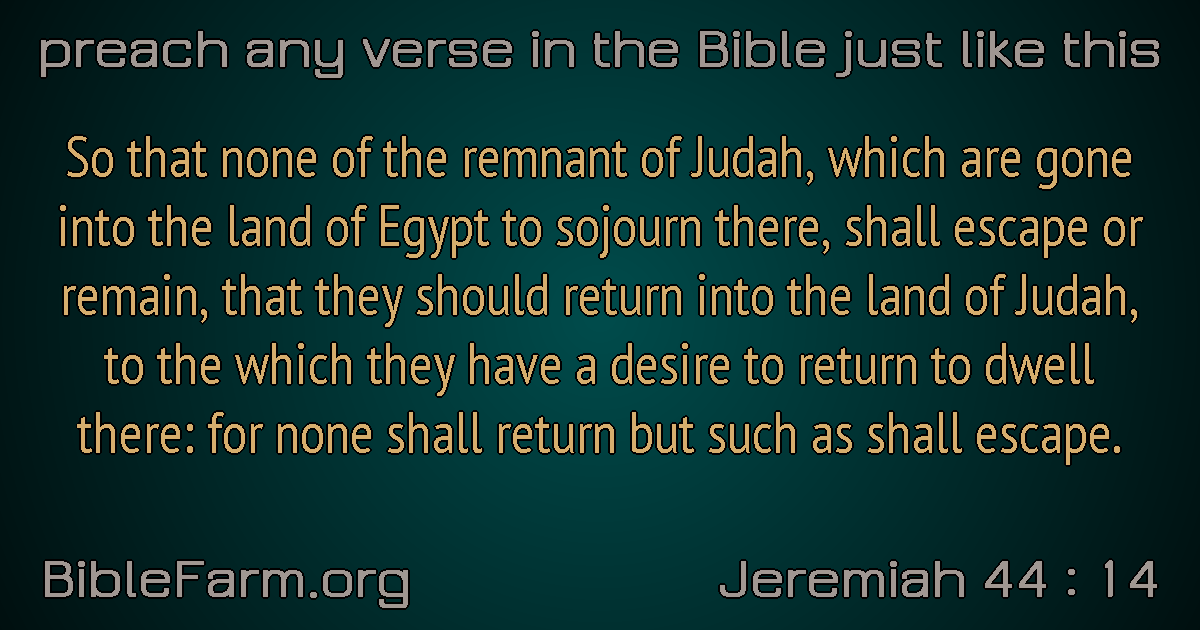 preach any verse in the Bible just like this
So that none of the remnant of Judah, which are gone
into the land of Egypt to sojourn there, shall escape or
remain, that they should return into the land of Judah,
to the which they have a desire to return to dwell
there: for none shall return but such as shall escape.
BibleFarm.org
Jeremiah 44 : 14